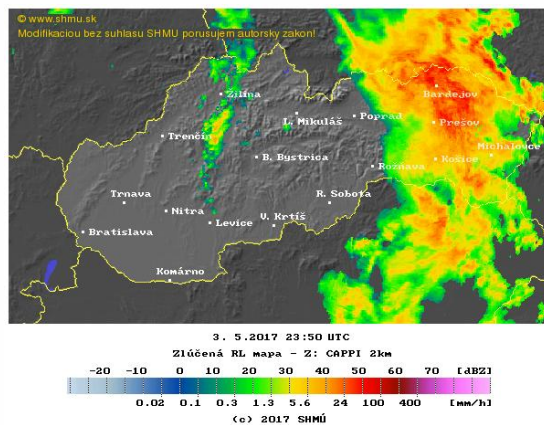 © www.shmu.sk
Modifikaciou bez suhlasu SHMU porusujem autorsky zakon!
Žilina
Bardejov
L. Mikuláš
Poprad
Prešov
Trenčín
Michalovce
B. Bystrica
Košice
Rožňava
Trnava
R. Sobota
Nitra
Levice
V. Krtíš
Bratislava
Komárno
3. 5.2017 23:50 UTC
Zlúčená RL mapa - Z: CAPPI 2km
-20 -10 0 10 20 30 40 50 60 70 [dBZ]
0.02 0.1 0.3 1.3 5.6 24 100 400 [mm/h]
(c) 2017 SHMÚ